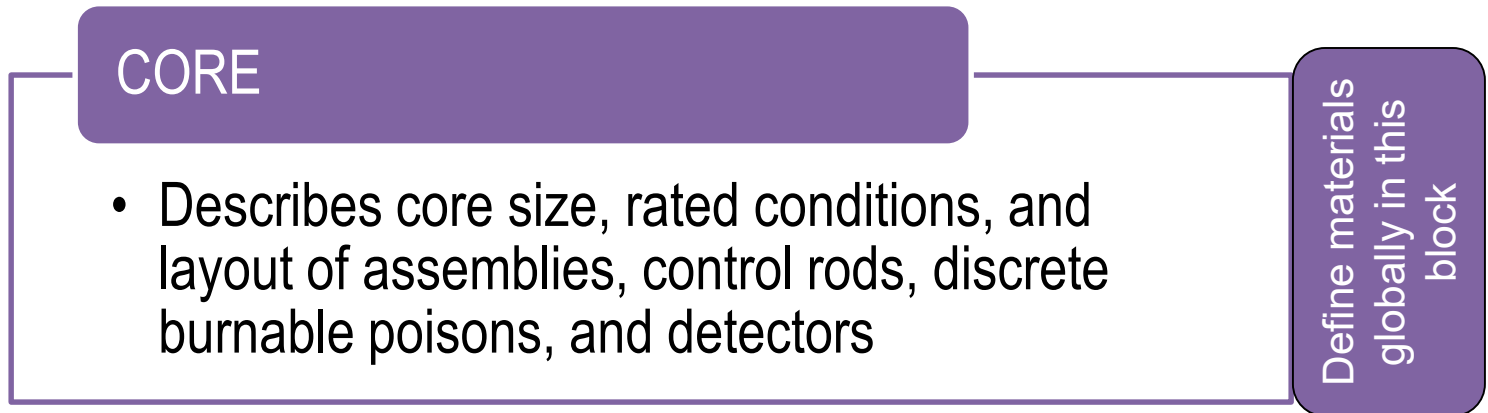 CORE
• Describes core size, rated conditions, and
layout of assemblies, control rods, discrete
burnable poisons, and detectors
Define materials
globally in this
block